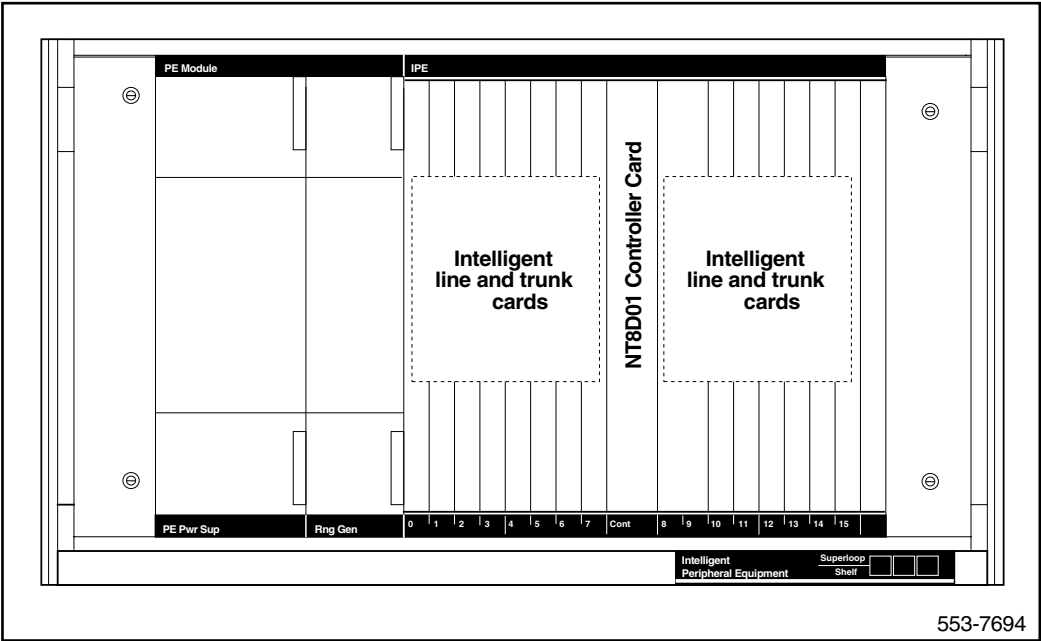 PE Module
IPE
Intelligent
line and trunk
cards
NT8D01 Controller Card
Intelligent
line and trunk
cards
PE Pwr Sup
Rng Gen
0 1 2 3 4 5 6 7 Cont 8 9 10 11 12 13 14 15
Intelligent
Peripheral Equipment
Superloop
Shelf
553-7694